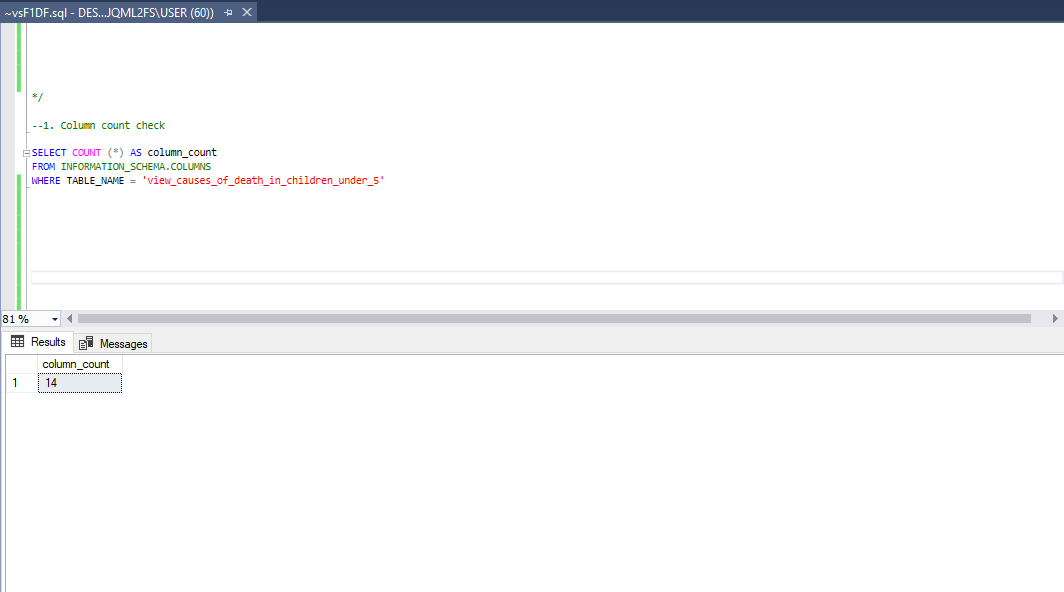 ~vsF1DF.sql - DES...JQML2FS\USER (60))
*/
--1. Column count check
SELECT COUNT (*) AS column_count
FROM INFORMATION_SCHEMA.COLUMNS
WHERE TABLE_NAME = 'view_causes_of_death_in_children_under_5'
81 %
Results Messages
column_count
1 14